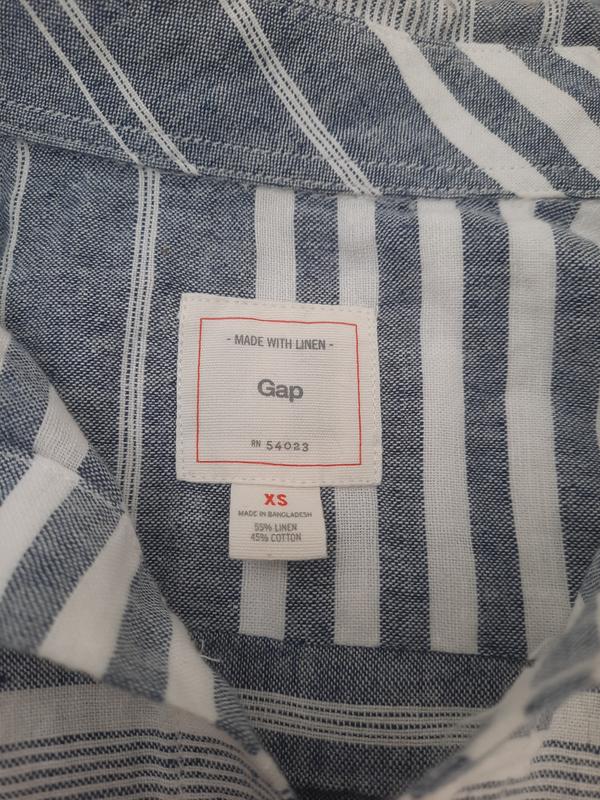 - MADE WITH LINEN -
Gap
RN 54023
XS
MADE IN BANGLADESH
55% LINEN
45% COTTON